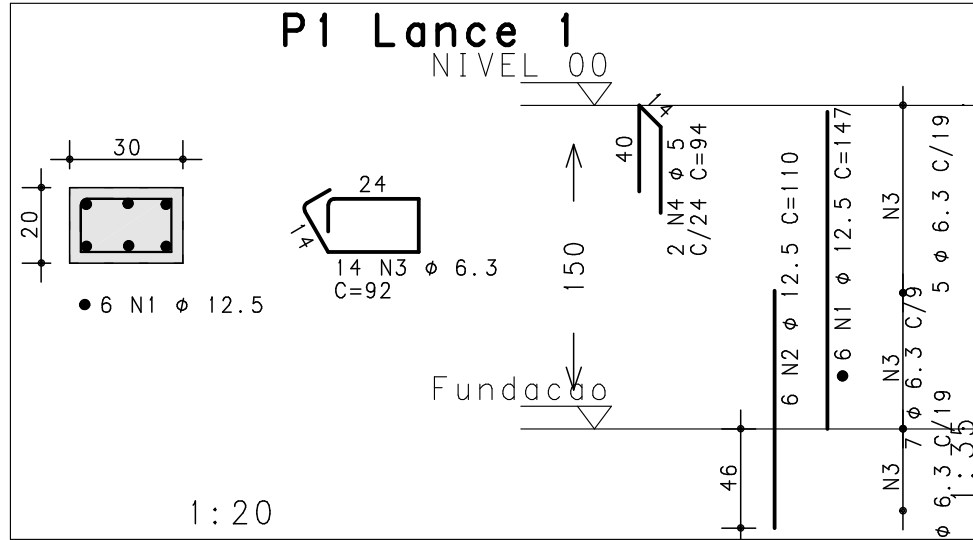 P1 Lance 1
NIVEL 00
30
20
6 N1 ϕ 12.5
24
14
14 N3 ϕ 6.3
C=92
150
Fundacao
40
14
2 N4 ϕ 5
C/24 C=94
6 N2 ϕ 12.5 C=110
6 N1 ϕ 12.5 C=147
46
N3
5 ϕ 6.3 C/19
N3
7 ϕ 6.3 C/9
N3
ϕ 6.3 C/19
1:20
1:35